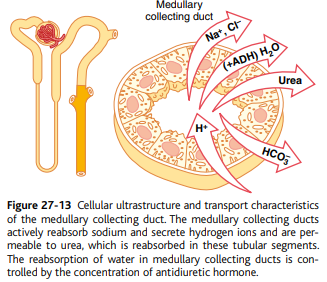 Medullary
collecting duct
Na⁺, Cl⁻
(+ADH) H₂O
Urea
H⁺
HCO₃⁻
Figure 27-13 Cellular ultrastructure and transport characteristics
of the medullary collecting duct. The medullary collecting ducts
actively reabsorb sodium and secrete hydrogen ions and are per-
meable to urea, which is reabsorbed in these tubular segments.
The reabsorption of water in medullary collecting ducts is con-
trolled by the concentration of antidiuretic hormone.